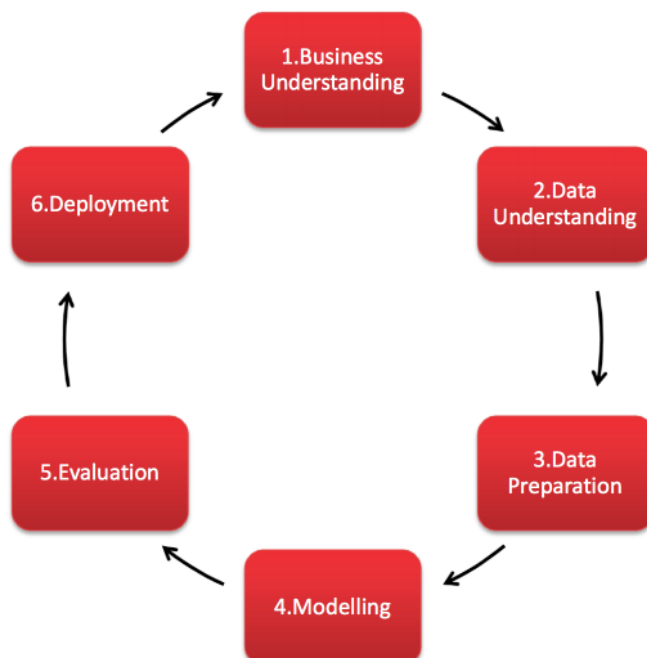 1.Business
Understanding
2.Data
Understanding
3.Data
Preparation
4.Modelling
5.Evaluation
6.Deployment